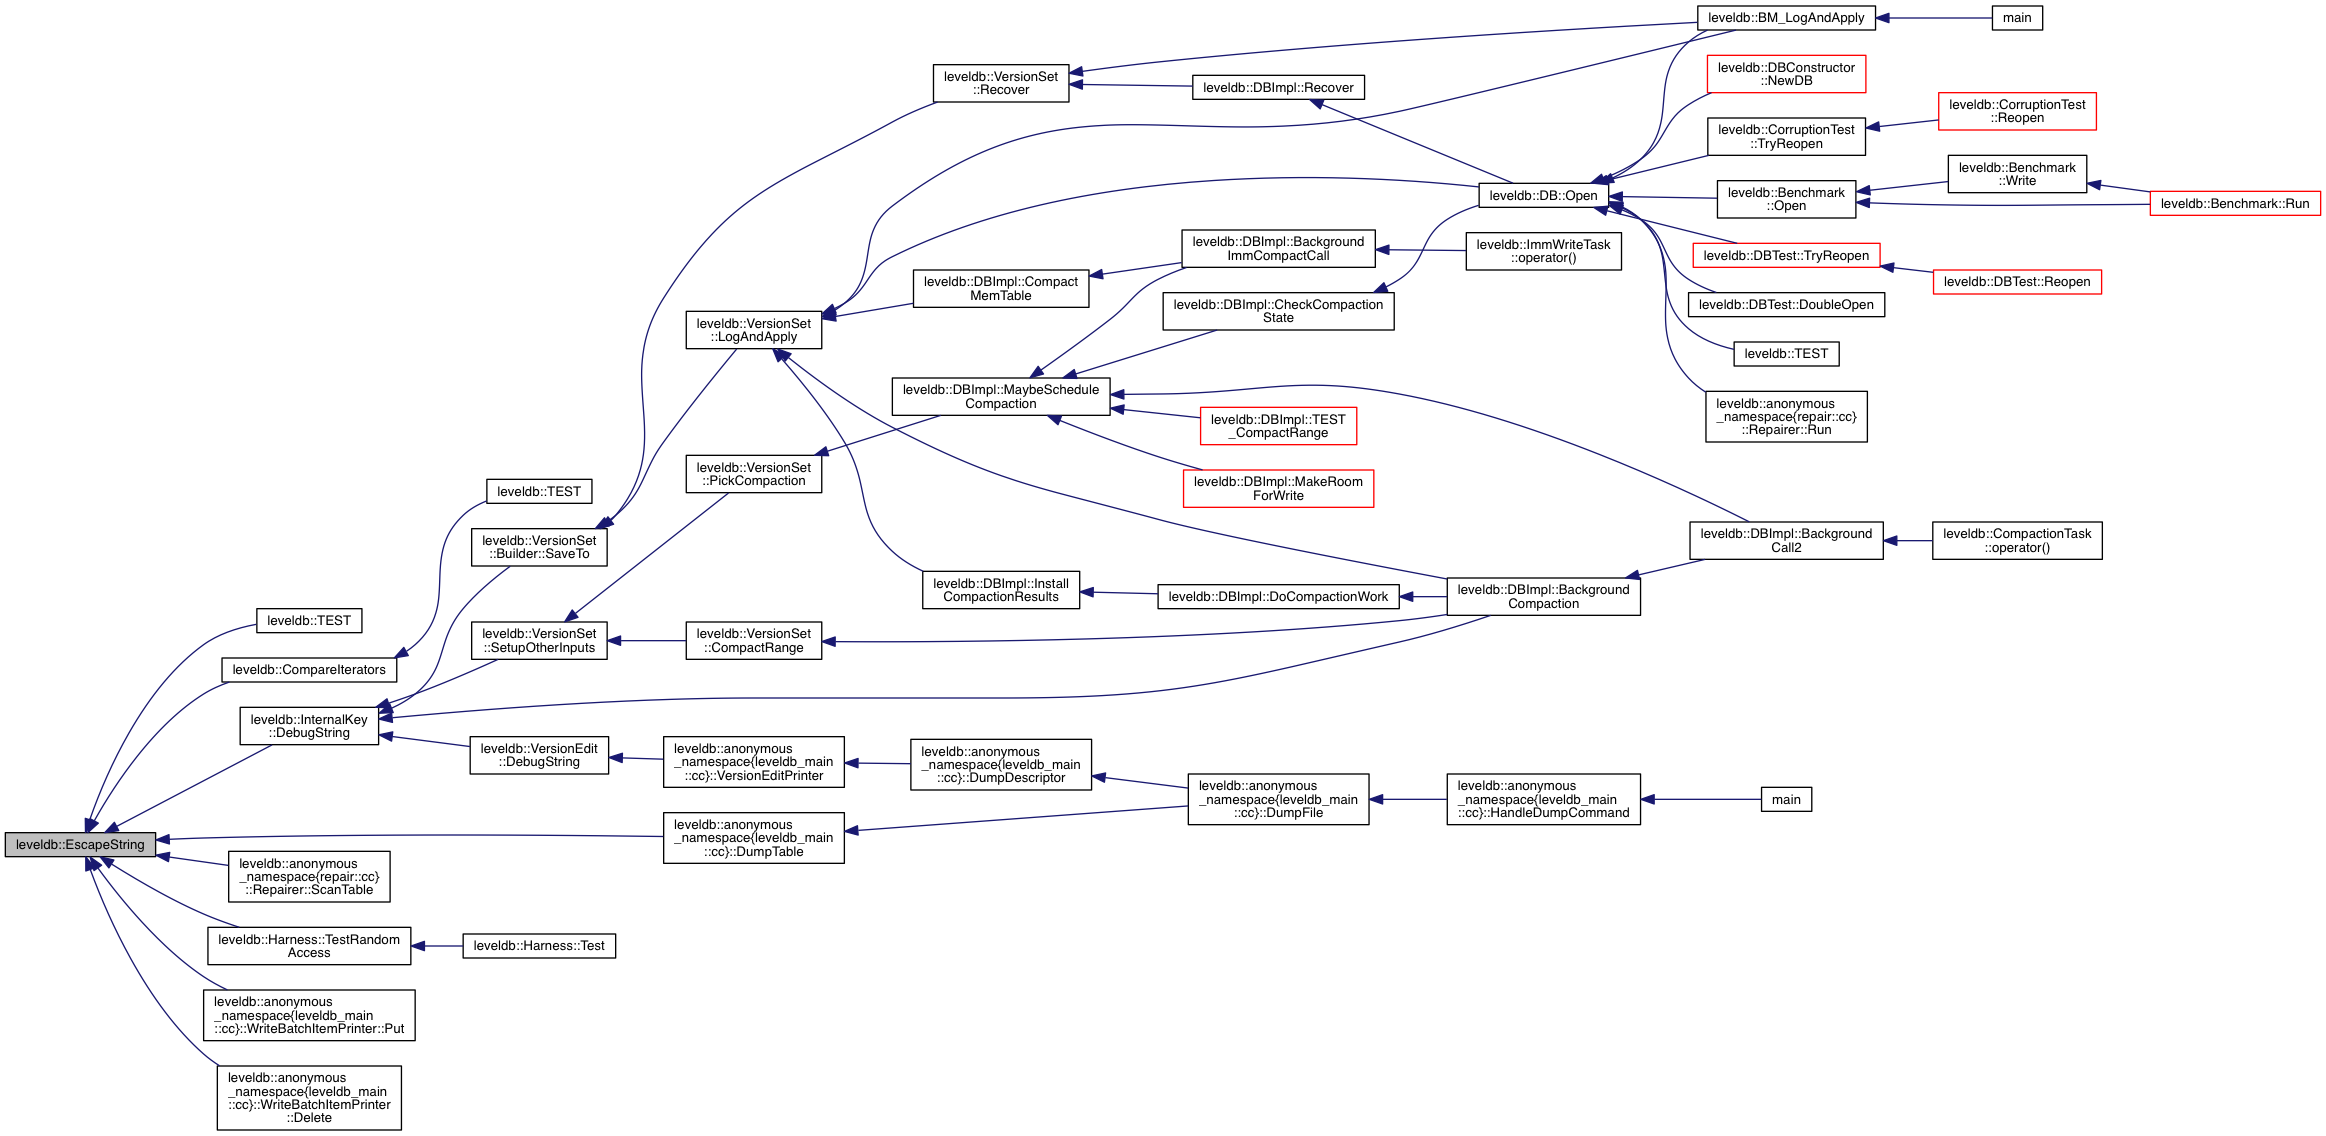 leveldb::BM_LogAndApply
main
leveldb::VersionSet
::Recover
leveldb::DBImpl::Recover
leveldb::DBConstructor
::NewDB
leveldb::CorruptionTest
::Reopen
leveldb::CorruptionTest
::TryReopen
leveldb::Benchmark
::Write
leveldb::DB::Open
leveldb::Benchmark
::Open
leveldb::Benchmark::Run
leveldb::DBImpl::Background
ImmCompactCall
leveldb::ImmWriteTask
::operator()
leveldb::DBTest::TryReopen
leveldb::DBTest::Reopen
leveldb::DBImpl::Compact
MemTable
leveldb::DBImpl::CheckCompaction
State
leveldb::DBTest::DoubleOpen
leveldb::VersionSet
::LogAndApply
leveldb::TEST
leveldb::DBImpl::MaybeSchedule
Compaction
leveldb::DBImpl::TEST
_CompactRange
leveldb::anonymous
_namespace{repair::cc}
::Repairer::Run
leveldb::VersionSet
::PickCompaction
leveldb::DBImpl::MakeRoom
ForWrite
leveldb::TEST
leveldb::VersionSet
::Builder::SaveTo
leveldb::DBImpl::Background
Call2
leveldb::CompactionTask
::operator()
leveldb::DBImpl::Install
CompactionResults
leveldb::DBImpl::DoCompactionWork
leveldb::DBImpl::Background
Compaction
leveldb::TEST
leveldb::VersionSet
::SetupOtherInputs
leveldb::VersionSet
::CompactRange
leveldb::CompareIterators
leveldb::InternalKey
::DebugString
leveldb::VersionEdit
::DebugString
leveldb::anonymous
_namespace{leveldb_main
::cc}::VersionEditPrinter
leveldb::anonymous
_namespace{leveldb_main
::cc}::DumpDescriptor
leveldb::anonymous
_namespace{leveldb_main
::cc}::DumpFile
leveldb::anonymous
_namespace{leveldb_main
::cc}::HandleDumpCommand
main
leveldb::EscapeString
leveldb::anonymous
_namespace{leveldb_main
::cc}::DumpTable
leveldb::anonymous
_namespace{repair::cc}
::Repairer::ScanTable
leveldb::Harness::TestRandom
Access
leveldb::Harness::Test
leveldb::anonymous
_namespace{leveldb_main
::cc}::WriteBatchItemPrinter::Put
leveldb::anonymous
_namespace{leveldb_main
::cc}::WriteBatchItemPrinter
::Delete